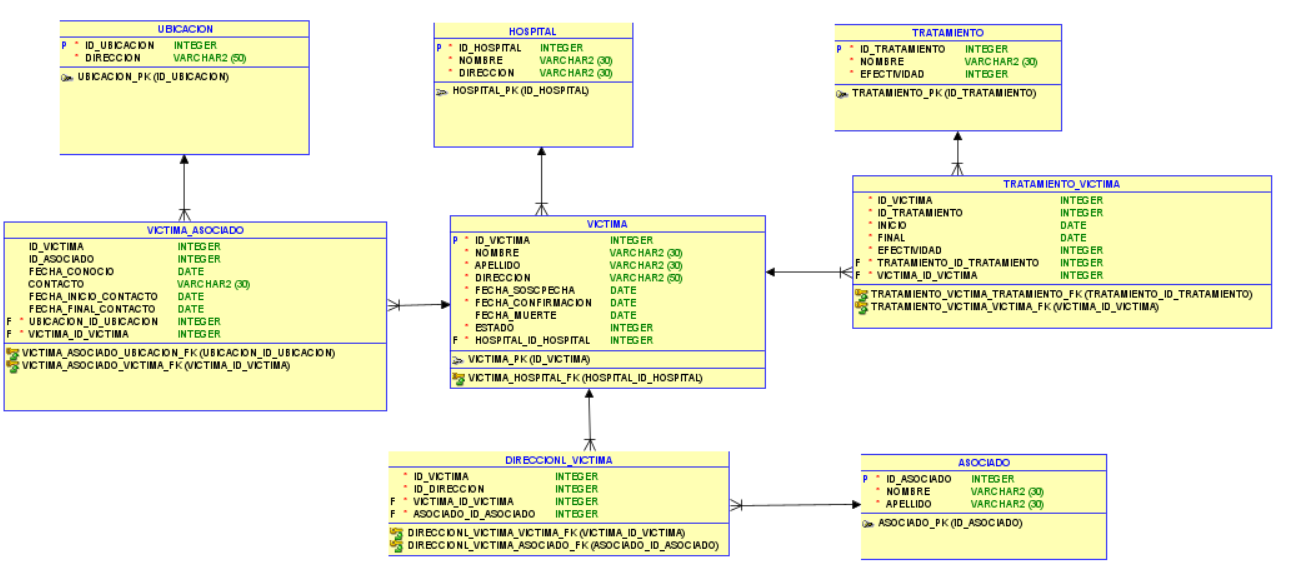 UBICACION
P * ID_UBICACION INTEGER
* DIRECCION VARCHAR2 (50)
UBICACION_PK (ID_UBICACION)
HOSPITAL
P * ID_HOSPITAL INTEGER
* NOMBRE VARCHAR2 (30)
* DIRECCION VARCHAR2 (30)
HOSPITAL_PK (ID_HOSPITAL)
TRATAMIENTO
P * ID_TRATAMIENTO INTEGER
* NOMBRE VARCHAR2 (30)
* EFECTIVIDAD INTEGER
TRATAMIENTO_PK (ID_TRATAMIENTO)
VICTIMA_ASOCIADO
ID_VICTIMA INTEGER
ID_ASOCIADO INTEGER
FECHA_CONOCIO DATE
CONTACTO VARCHAR2 (30)
FECHA_INICIO_CONTACTO DATE
FECHA_FINAL_CONTACTO DATE
F * UBICACION_ID_UBICACION INTEGER
F * VICTIMA_ID_VICTIMA INTEGER
VICTIMA_ASOCIADO_UBICACION_FK (UBICACION_ID_UBICACION)
VICTIMA_ASOCIADO_VICTIMA_FK (VICTIMA_ID_VICTIMA)
VICTIMA
P * ID_VICTIMA INTEGER
* NOMBRE VARCHAR2 (30)
* APELLIDO VARCHAR2 (30)
* DIRECCION VARCHAR2 (50)
* FECHA_SOSCPECHA DATE
* FECHA_CONFIRMACION DATE
FECHA_MUERTE DATE
* ESTADO INTEGER
F * HOSPITAL_ID_HOSPITAL INTEGER
VICTIMA_PK (ID_VICTIMA)
VICTIMA_HOSPITAL_FK (HOSPITAL_ID_HOSPITAL)
TRATAMIENTO_VICTIMA
* ID_VICTIMA INTEGER
* ID_TRATAMIENTO INTEGER
* INICIO DATE
* FINAL DATE
* EFECTIVIDAD INTEGER
F * TRATAMIENTO_ID_TRATAMIENTO INTEGER
F * VICTIMA_ID_VICTIMA INTEGER
TRATAMIENTO_VICTIMA_TRATAMIENTO_FK (TRATAMIENTO_ID_TRATAMIENTO)
TRATAMIENTO_VICTIMA_VICTIMA_FK (VICTIMA_ID_VICTIMA)
DIRECCIONL_VICTIMA
* ID_VICTIMA INTEGER
* ID_DIRECCION INTEGER
F * VICTIMA_ID_VICTIMA INTEGER
F * ASOCIADO_ID_ASOCIADO INTEGER
DIRECCIONL_VICTIMA_VICTIMA_FK (VICTIMA_ID_VICTIMA)
DIRECCIONL_VICTIMA_ASOCIADO_FK (ASOCIADO_ID_ASOCIADO)
ASOCIADO
P * ID_ASOCIADO INTEGER
* NOMBRE VARCHAR2 (30)
* APELLIDO VARCHAR2 (30)
ASOCIADO_PK (ID_ASOCIADO)